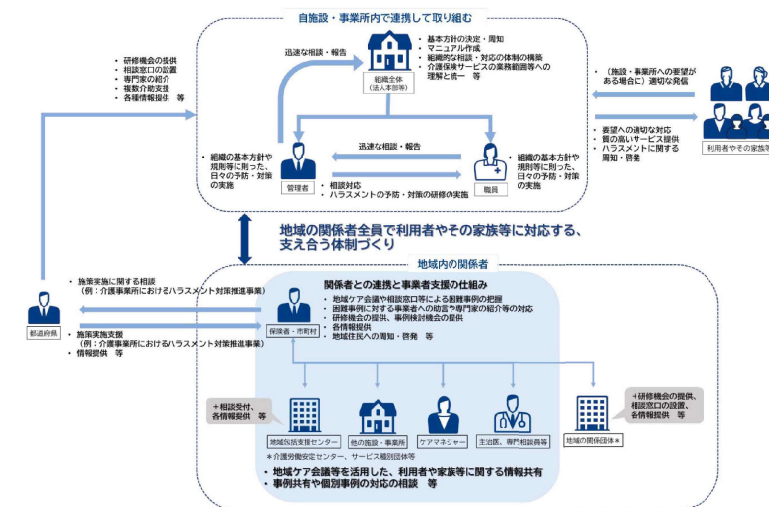 自施設・事業所内で連携して取り組む
・ 研修機会の提供
・ 相談窓口の設置
・ 専門家の紹介
・ 複数介助支援
・ 各種情報提供 等
迅速な相談・報告
組織全体
(法人本部等)
・ 基本方針の決定・周知
・ マニュアル作成
・ 組織的な相談・対応の体制の構築
・ 介護保険サービスの業務範囲等への
理解と統一 等
・ (施設・事業所への要望が
ある場合に)適切な発信
・ 要望への適切な対応
・ 質の高いサービス提供
・ ハラスメントに関する
周知・啓発
利用者やその家族等
・ 組織の基本方針や
規則等に則った、
日々の予防・対策
の実施
管理者
迅速な相談・報告
・ 相談対応
・ ハラスメントの予防・対策の研修の実施
職員
・ 組織の基本方針や
規則等に則った、
日々の予防・対策
の実施
地域の関係者全員で利用者やその家族等に対応する、
支え合う体制づくり
地域内の関係者
都道府県
・ 施策実施に関する相談
(例:介護事業所におけるハラスメント対策推進事業)
・ 施策実施支援
(例:介護事業所におけるハラスメント対策推進事業)
・ 情報提供 等
関係者との連携と事業者支援の仕組み
・ 地域ケア会議や相談窓口等による困難事例の把握
・ 困難事例に対する事業者への助言や専門家の紹介等の対応
・ 研修機会の提供、事例検討機会の提供
・ 各情報提供
・ 地域住民への周知・啓発 等
保険者・市町村
+相談受付、
各情報提供 等
地域包括支援センター
他の施設・事業所
ケアマネジャー
主治医、専門相談員等
地域の関係団体*
+研修機会の提供、
相談窓口の設置、
各情報提供 等
*介護労働安定センター、サービス種別団体等
・ 地域ケア会議等を活用した、利用者や家族等に関する情報共有
・ 事例共有や個別事例の対応の相談 等